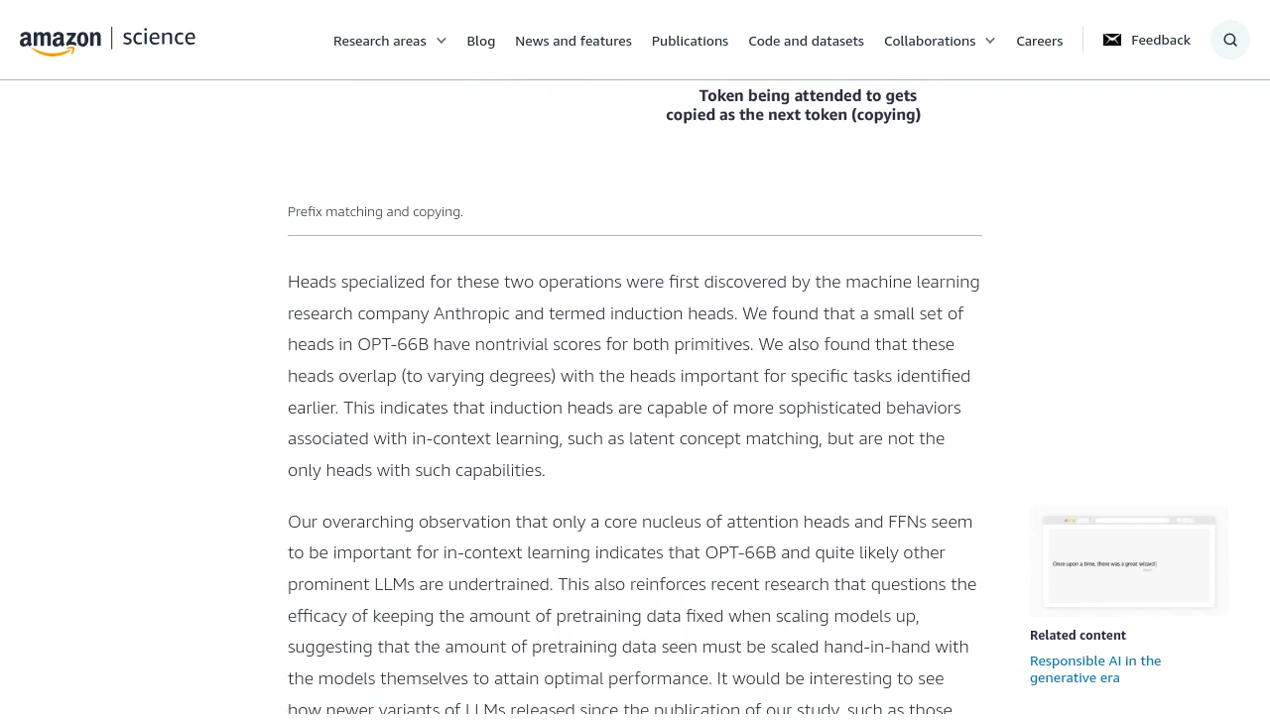 amazon | science
Research areas Blog News and features Publications Code and datasets Collaborations Careers Feedback
Token being attended to gets
copied as the next token (copying)
Prefix matching and copying.
Heads specialized for these two operations were first discovered by the machine learning
research company Anthropic and termed induction heads. We found that a small set of
heads in OPT-66B have nontrivial scores for both primitives. We also found that these
heads overlap (to varying degrees) with the heads important for specific tasks identified
earlier. This indicates that induction heads are capable of more sophisticated behaviors
associated with in-context learning, such as latent concept matching, but are not the
only heads with such capabilities.
Our overarching observation that only a core nucleus of attention heads and FFNs seem
to be important for in-context learning indicates that OPT-66B and quite likely other
prominent LLMs are undertrained. This also reinforces recent research that questions the
efficacy of keeping the amount of pretraining data fixed when scaling models up,
suggesting that the amount of pretraining data seen must be scaled hand-in-hand with
the models themselves to attain optimal performance. It would be interesting to see
how newer variants of LLMs released since the publication of our study, such as those
Once upon a time, there was a great wizard
Related content
Responsible AI in the
generative era